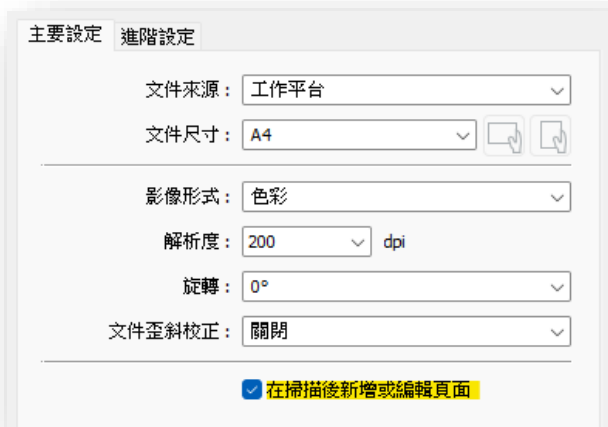 主要設定 進階設定
文件來源： 工作平台
文件尺寸： A4
影像形式： 色彩
解析度： 200 dpi
旋轉： 0°
文件歪斜校正： 關閉
在掃描後新增或編輯頁面